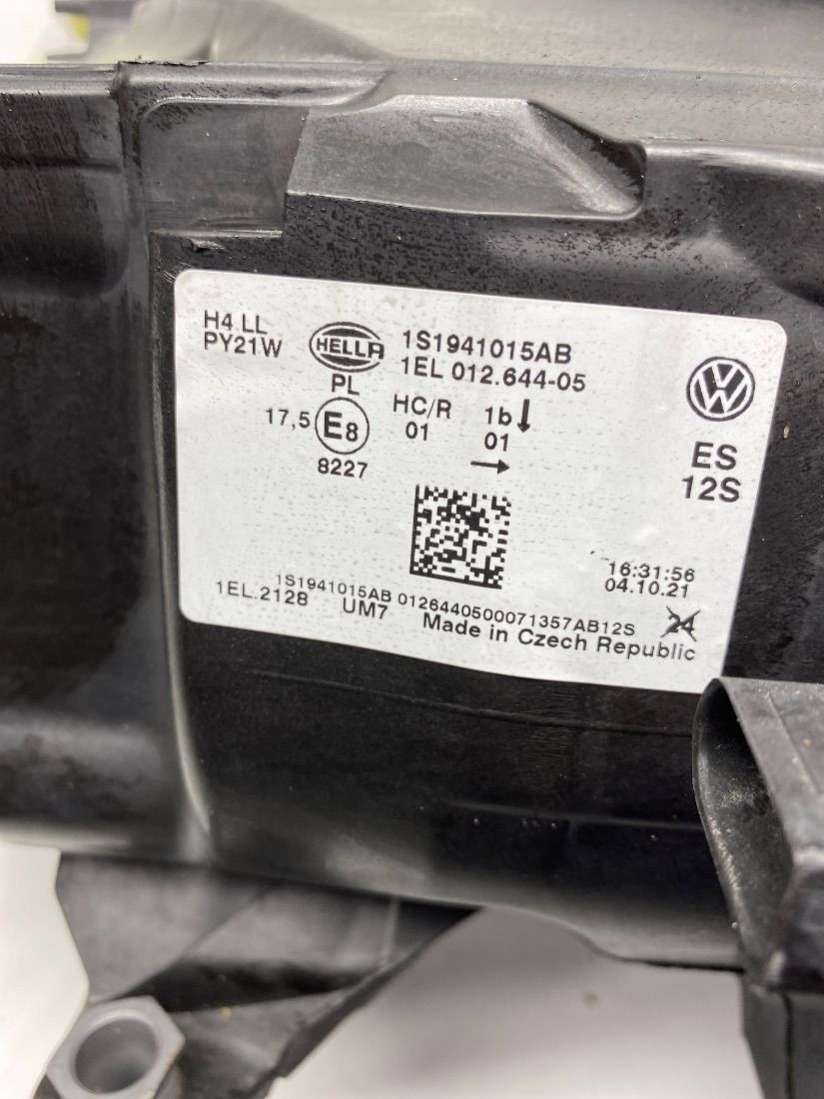 H4 LL
PY21W
HELLA
1S1941015AB
1EL 012.644-05
PL
17,5 E8
8227
HC/R 1b↓
01 01
→
VW
ES
12S
16:31:56
04.10.21
1S1941015AB 0126440500071357AB12S 24
1EL.2128 UM7 Made in Czech Republic